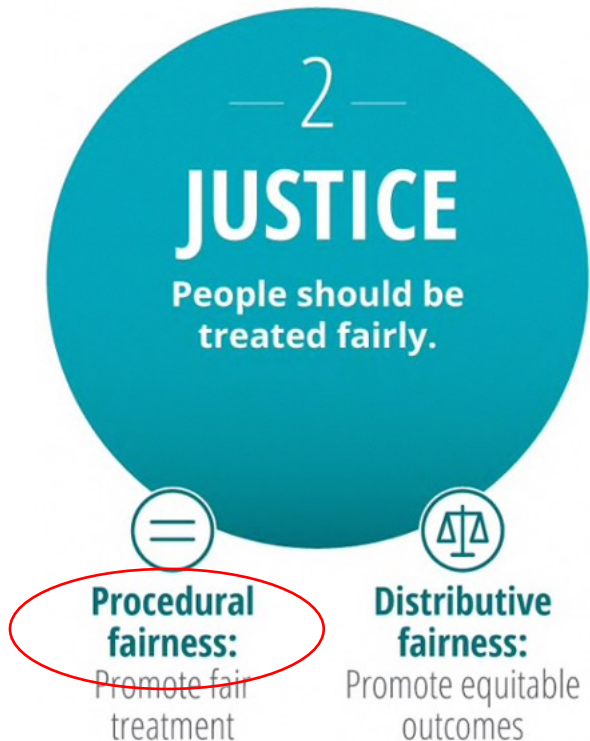 2
JUSTICE
People should be
treated fairly.
Procedural
fairness:
Promote fair
treatment
Distributive
fairness:
Promote equitable
outcomes